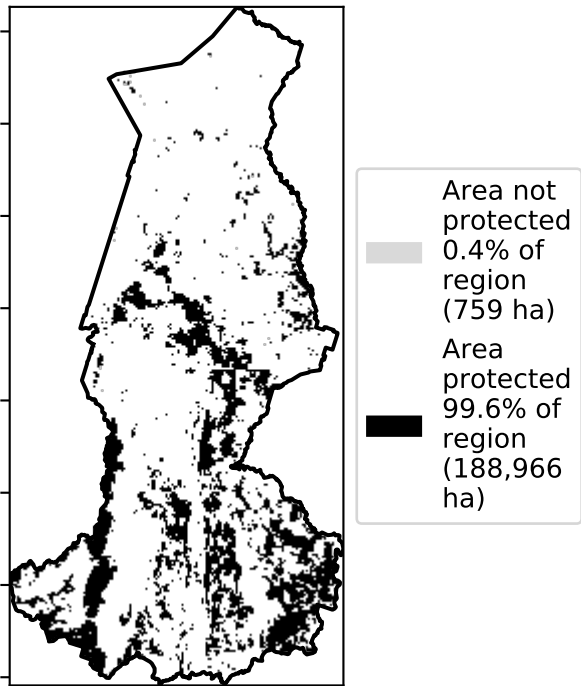 Area not
protected
0.4% of
region
(759 ha)
Area
protected
99.6% of
region
(188,966
ha)